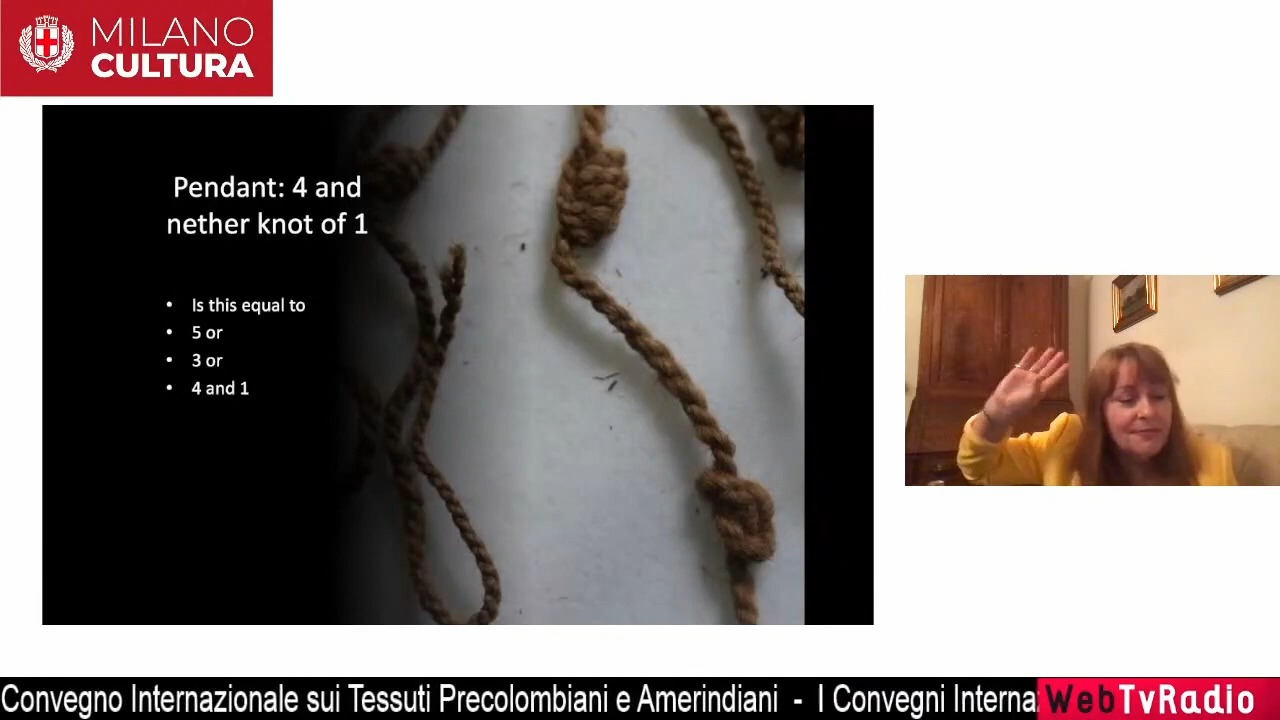 MILANO
CULTURA
Pendant: 4 and
nether knot of 1
• Is this equal to
• 5 or
• 3 or
• 4 and 1
Convegno Internazionale sui Tessuti Precolombiani e Amerindiani - I Convegni Interna
WebTvRadio